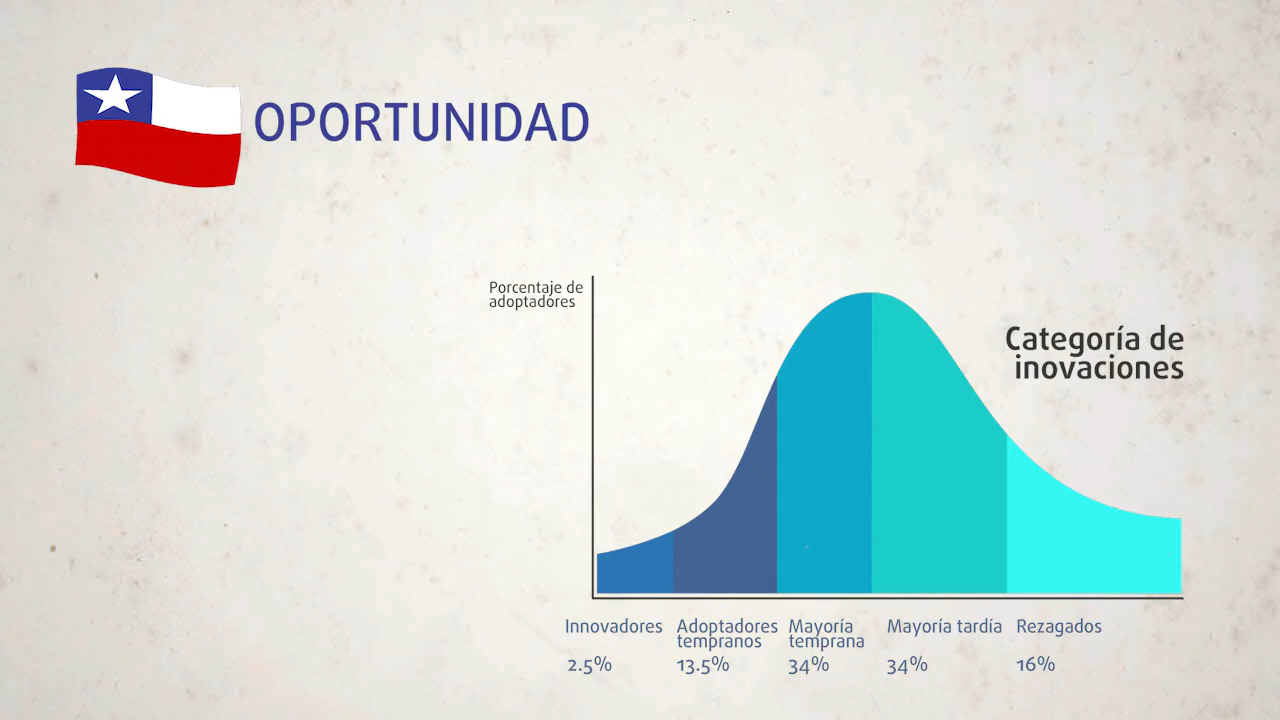 OPORTUNIDAD
Porcentaje de
adoptadores
Categoría de
inovaciones
Innovadores
2.5%
Adoptadores
tempranos
13.5%
Mayoría
temprana
34%
Mayoría tardía
34%
Rezagados
16%